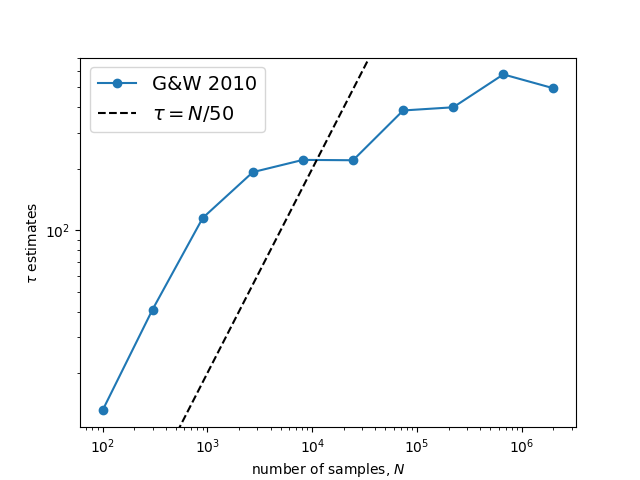 G&W 2010
τ = N/50
10²
τ estimates
10² 10³ 10⁴ 10⁵ 10⁶
number of samples, N